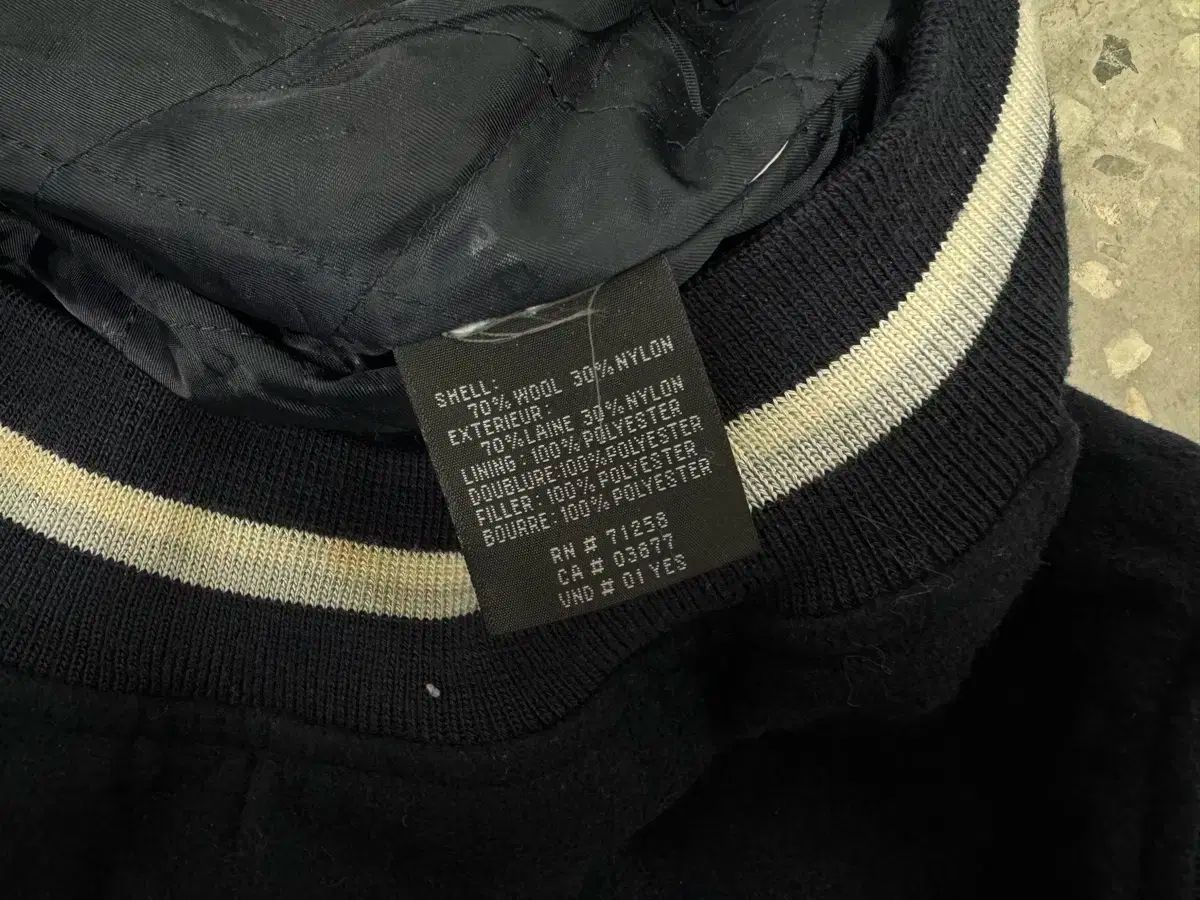 SHELL:
70% WOOL 30% NYLON
EXTERIEUR:
70% LAINE 30% NYLON
LINING: 100% POLYESTER
DOUBLURE: 100% POLYESTER
FILLER: 100% POLYESTER
BOURRE: 100% POLYESTER
RN # 71258
CA # 03677
VND # 01 YES